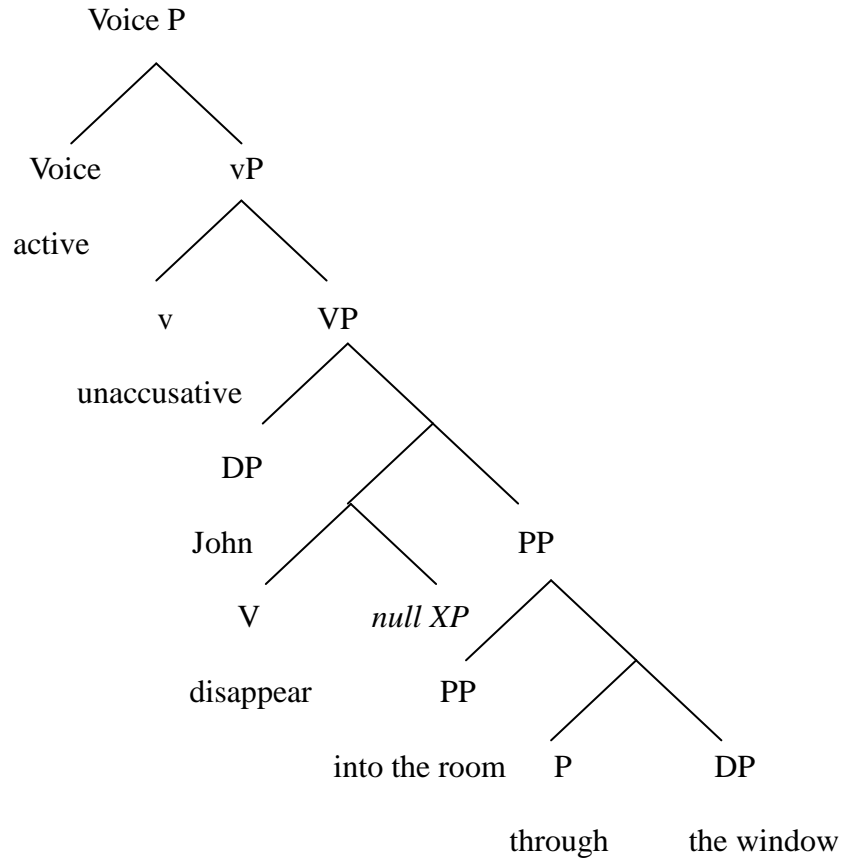 Voice P
Voice vP
active
v VP
unaccusative
DP
John PP
V null XP
disappear PP
into the room P DP
through the window